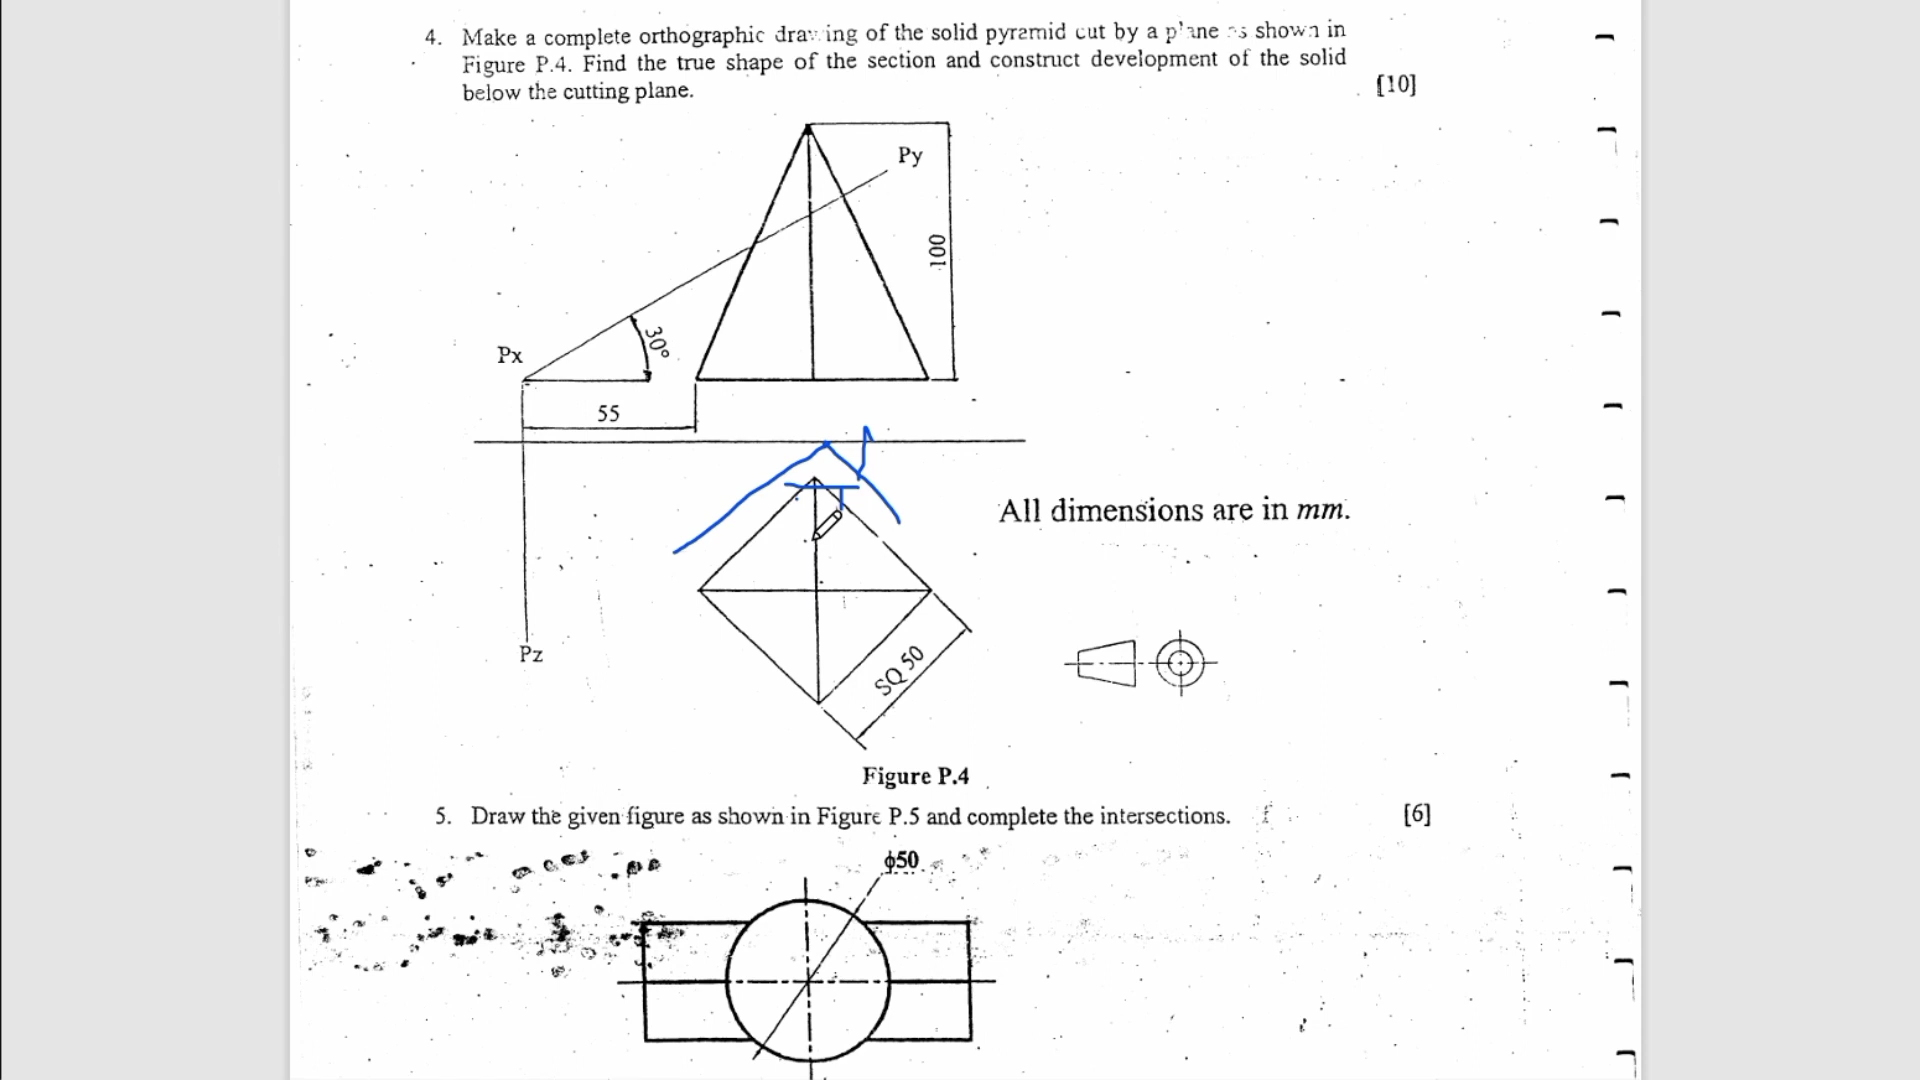 4. Make a complete orthographic drawing of the solid pyramid cut by a plane as shown in
Figure P.4. Find the true shape of the section and construct development of the solid
below the cutting plane.
[10]
Py
100
30°
Px
55
All dimensions are in mm.
Pz
SQ 50
Figure P.4
5. Draw the given figure as shown in Figure P.5 and complete the intersections.
[6]
ϕ50